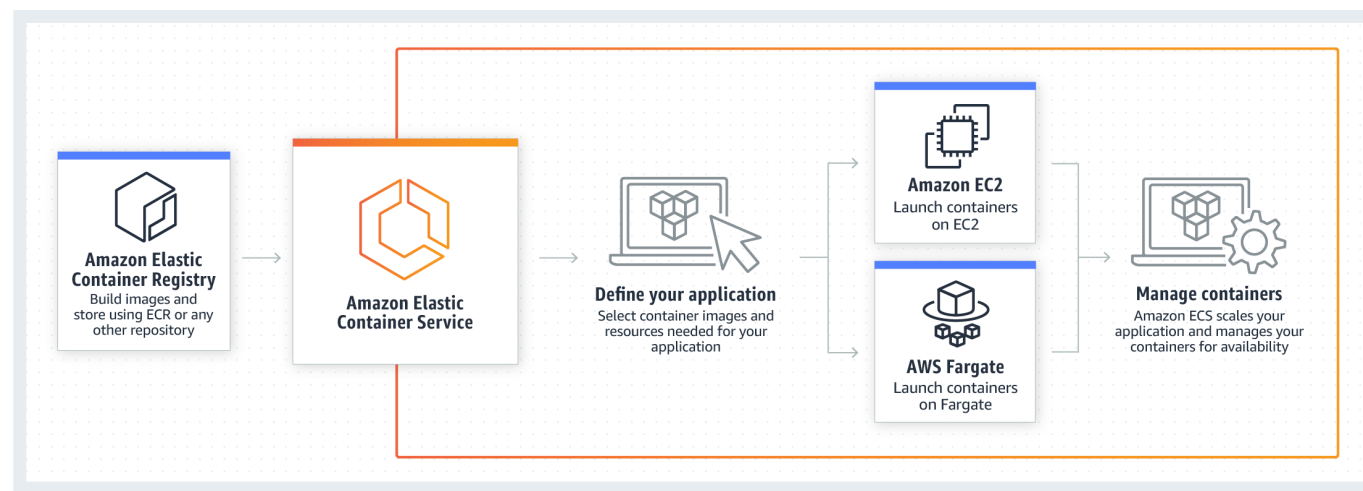 Amazon Elastic
Container Registry
Build images and
store using ECR or any
other repository
Amazon Elastic
Container Service
Define your application
Select container images and
resources needed for your
application
Amazon EC2
Launch containers
on EC2
AWS Fargate
Launch containers
on Fargate
Manage containers
Amazon ECS scales your
application and manages your
containers for availability